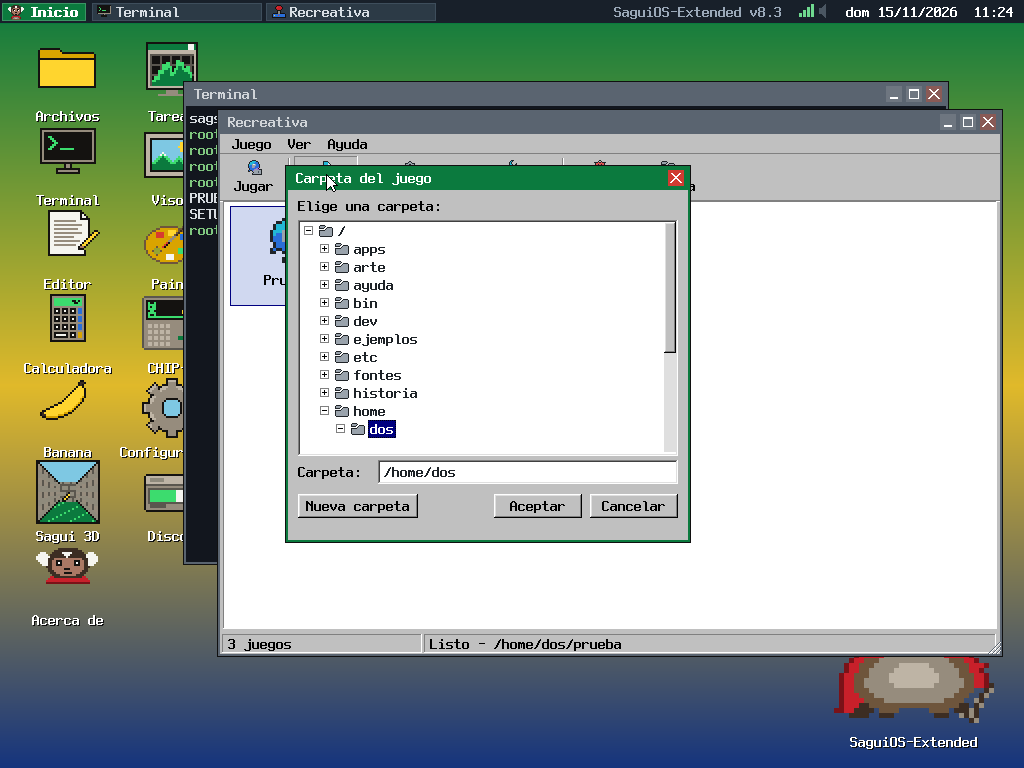 Inicio
Terminal
Recreativa
SaguiOS-Extended v8.3
dom 15/11/2026
11:24
Archivos
Terminal
Editor
Calculadora
CHIP
Banana
Sagui 3D
Acerca de
Terminal
Recreativa
Juego Ver Ayuda
Jugar
Carpeta del juego
Elige una carpeta:
/
apps
arte
ayuda
bin
dev
ejemplos
etc
fontes
historia
home
dos
Carpeta: /home/dos
Nueva carpeta
Aceptar
Cancelar
3 juegos
Listo - /home/dos/prueba
SaguiOS-Extended